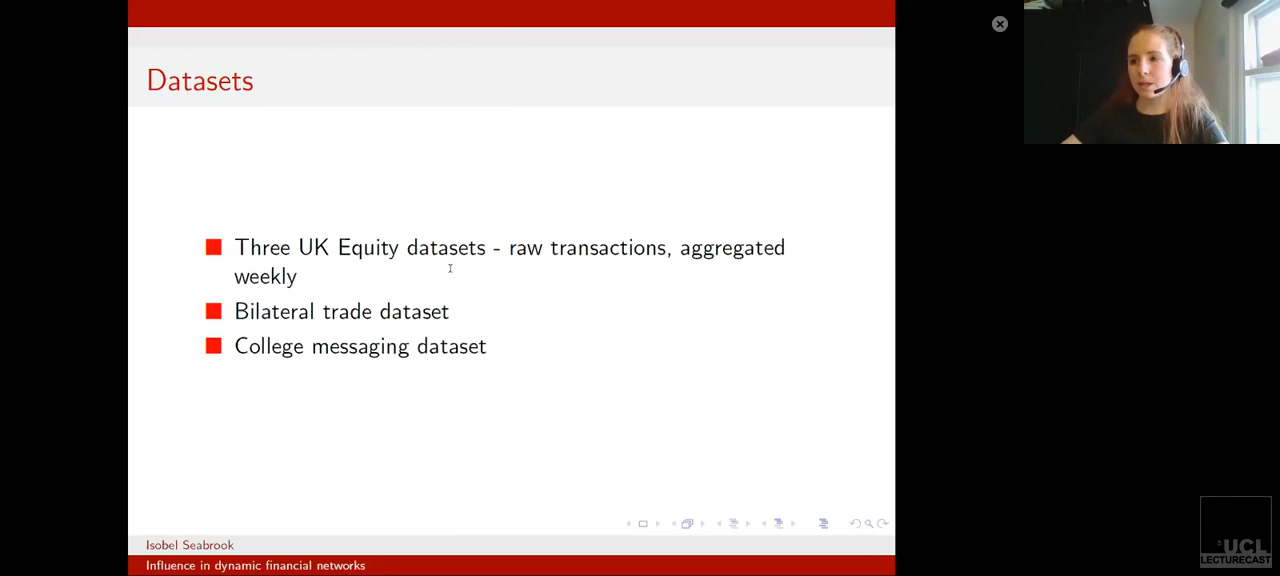 Datasets
Three UK Equity datasets - raw transactions, aggregated
weekly
Bilateral trade dataset
College messaging dataset
Isobel Seabrook
Influence in dynamic financial networks
UCL
LECTURECAST